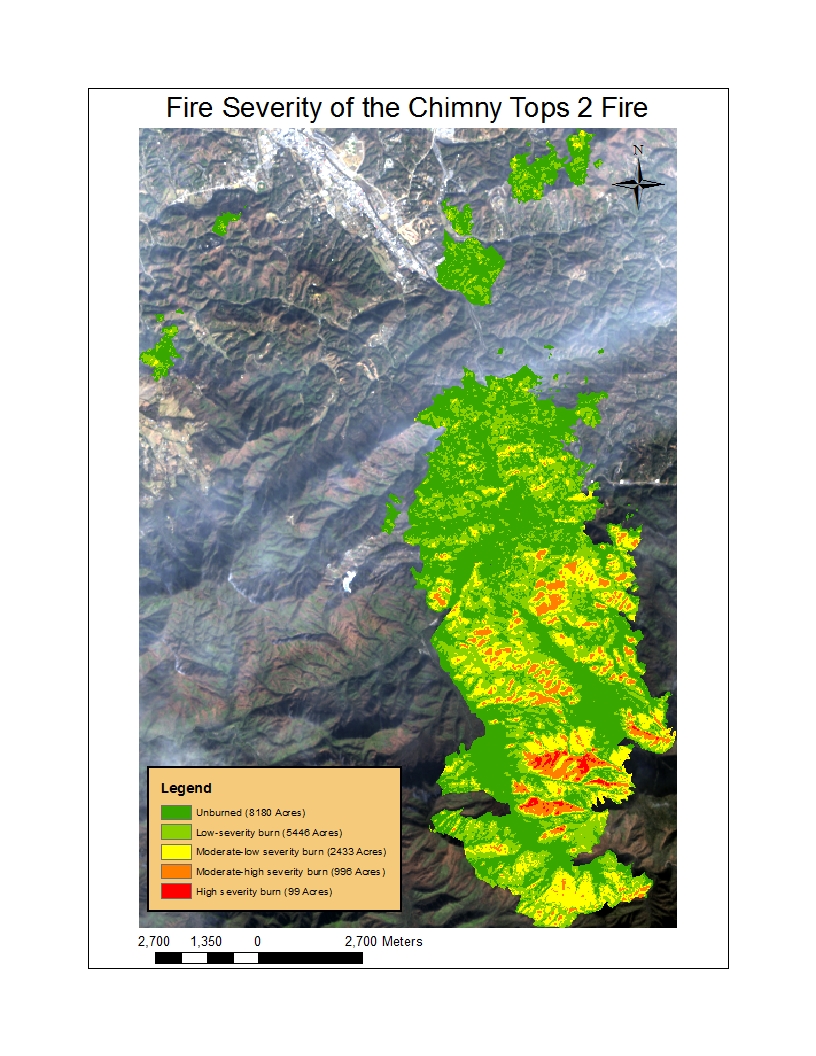 Fire Severity of the Chimny Tops 2 Fire
N
Legend
Unburned (8180 Acres)
Low-severity burn (5446 Acres)
Moderate-low severity burn (2433 Acres)
Moderate-high severity burn (996 Acres)
High severity burn (99 Acres)
2,700 1,350 0 2,700 Meters